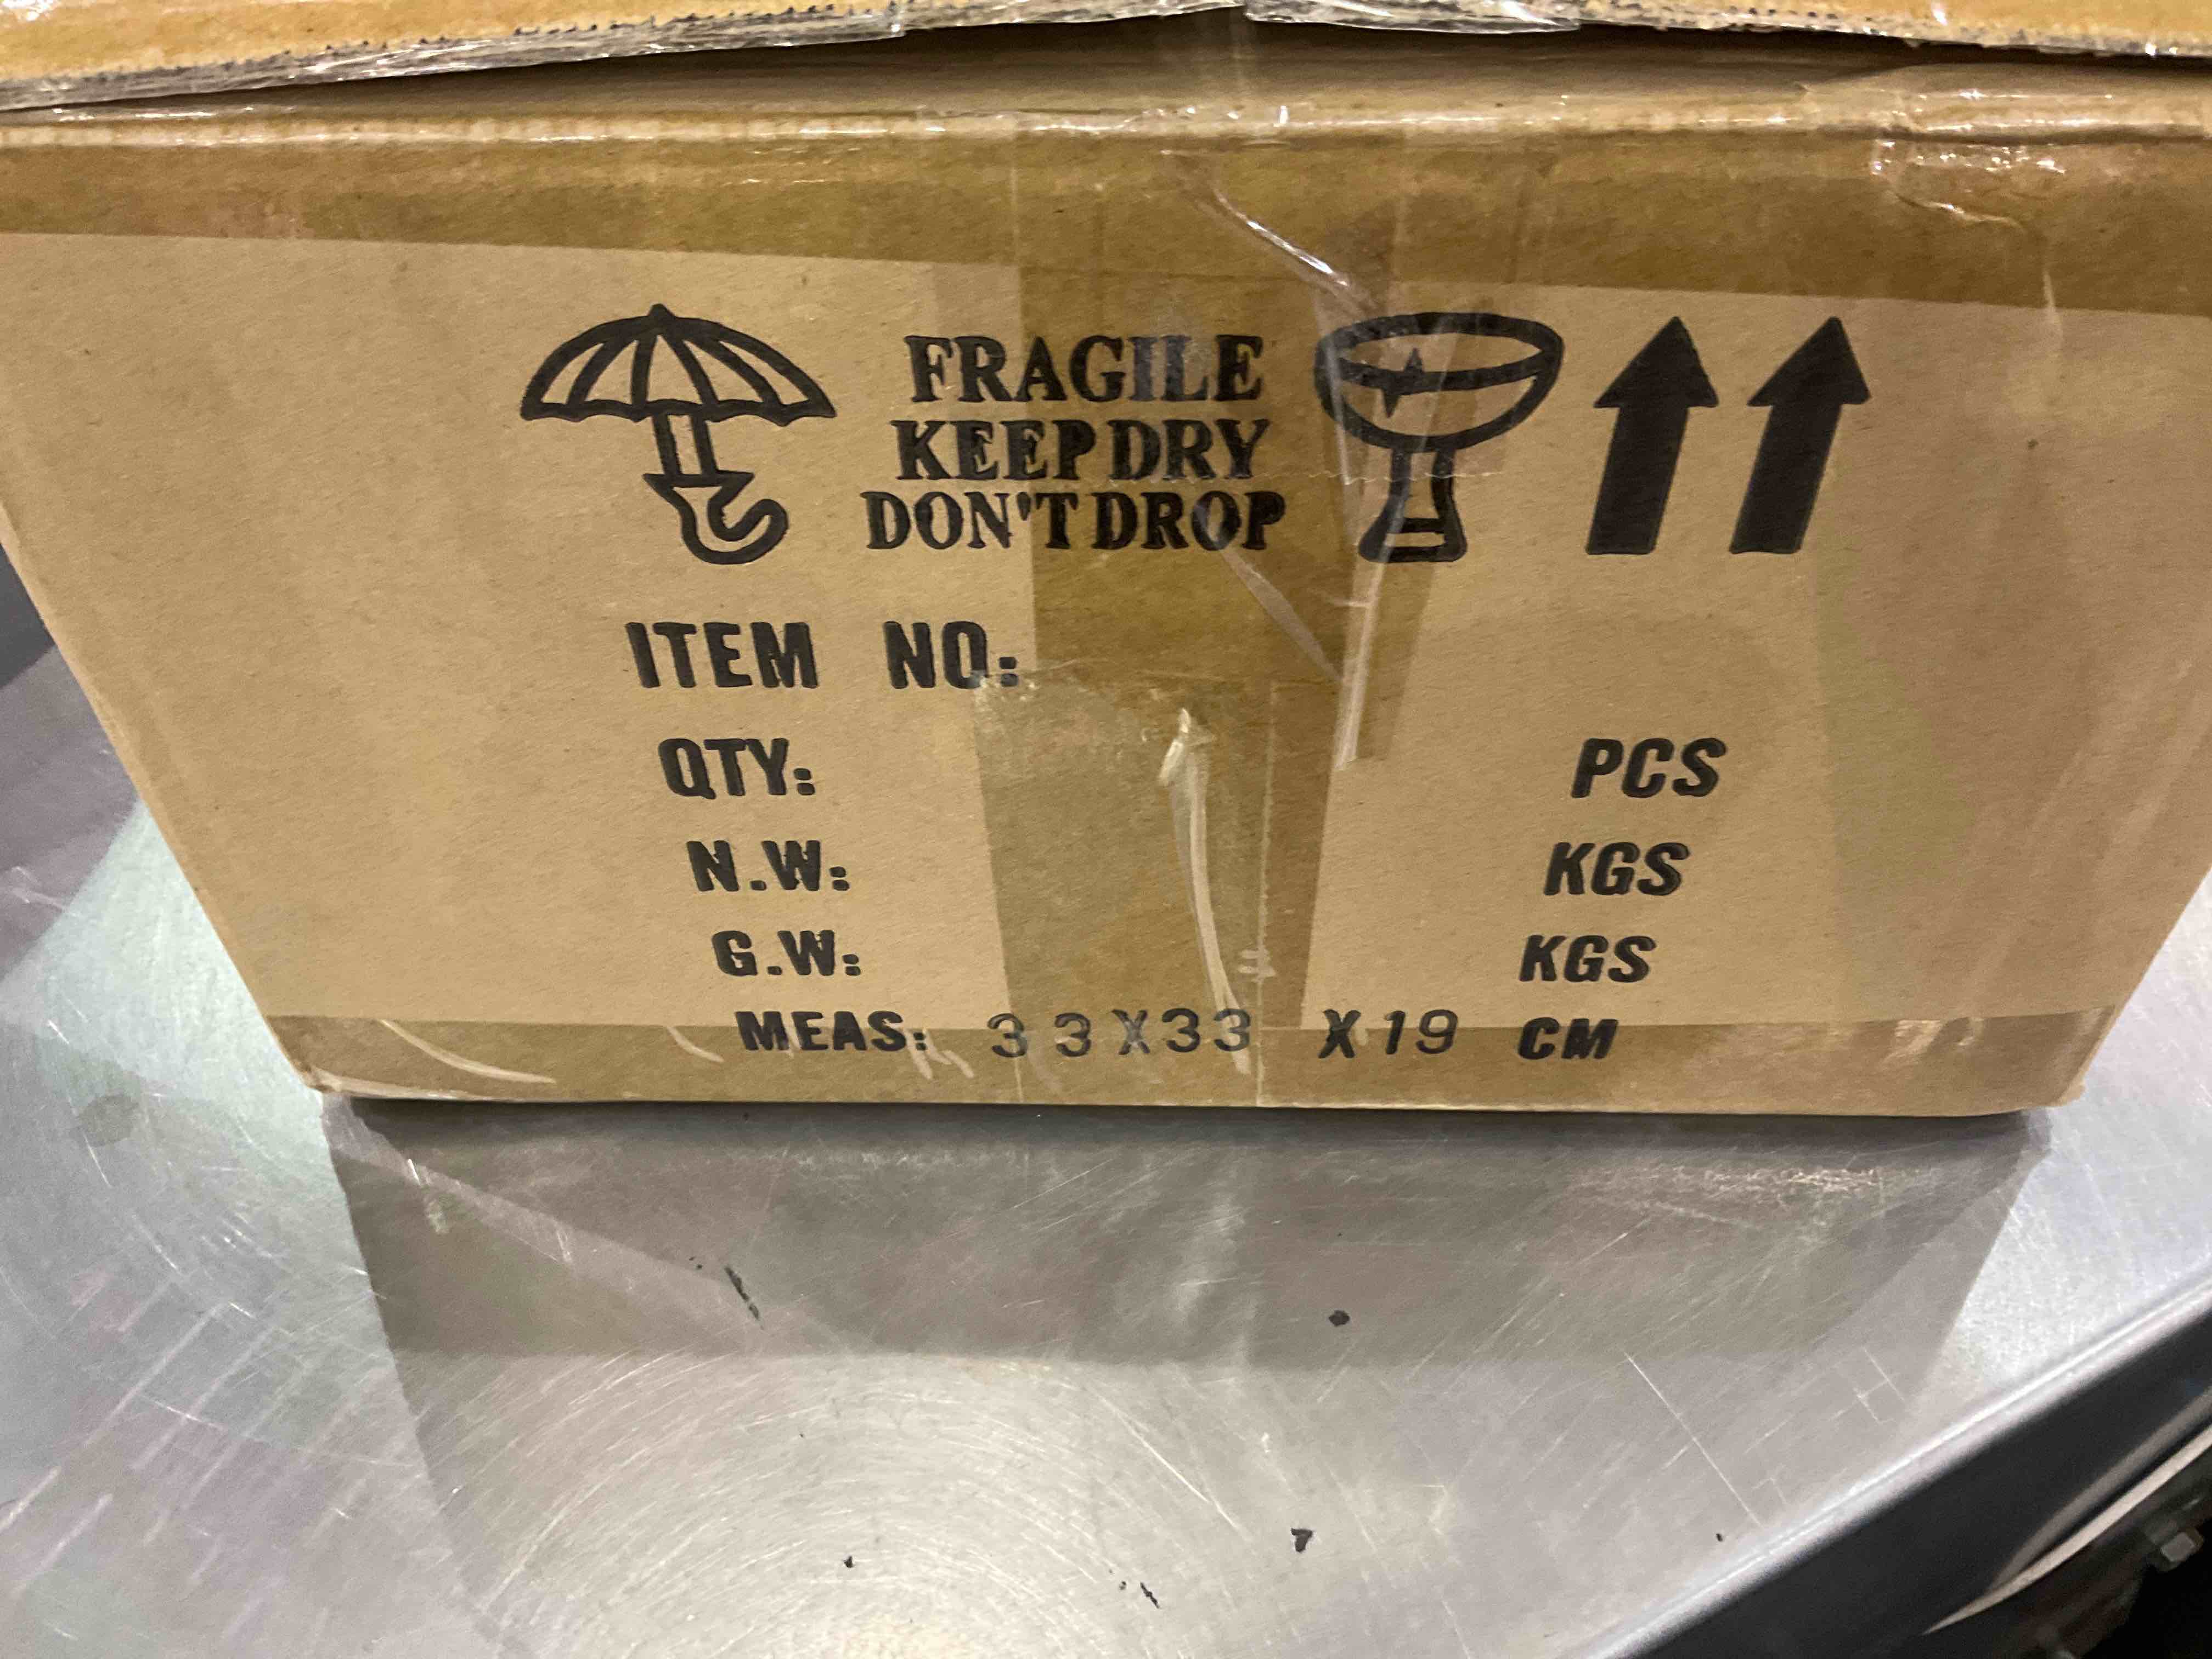 FRAGILE
KEEP DRY
DON'T DROP
ITEM NO:
QTY: PCS
N.W: KGS
G.W: KGS
MEAS: 33X33 X19 CM